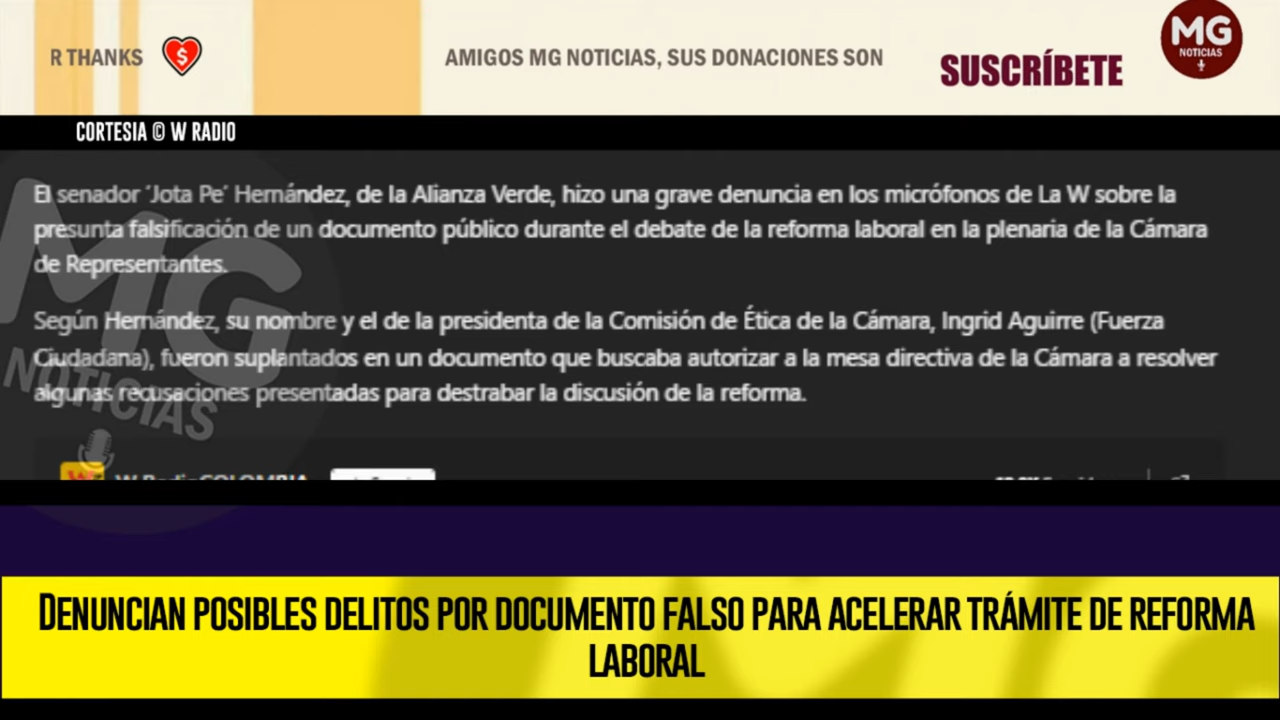 R THANKS
AMIGOS MG NOTICIAS, SUS DONACIONES SON
SUSCRÍBETE
MG
NOTICIAS
CORTESIA © W RADIO
El senador ‘Jota Pe’ Hernández, de la Alianza Verde, hizo una grave denuncia en los micrófonos de La W sobre la
presunta falsificación de un documento público durante el debate de la reforma laboral en la plenaria de la Cámara
de Representantes.
Según Hernández, su nombre y el de la presidenta de la Comisión de Ética de la Cámara, Ingrid Aguirre (Fuerza
Ciudadana), fueron suplantados en un documento que buscaba autorizar a la mesa directiva de la Cámara a resolver
algunas recusaciones presentadas para destrabar la discusión de la reforma.
MG
NOTICIAS
W Radio COLOMBIA
DENUNCIAN POSIBLES DELITOS POR DOCUMENTO FALSO PARA ACELERAR TRÁMITE DE REFORMA
LABORAL